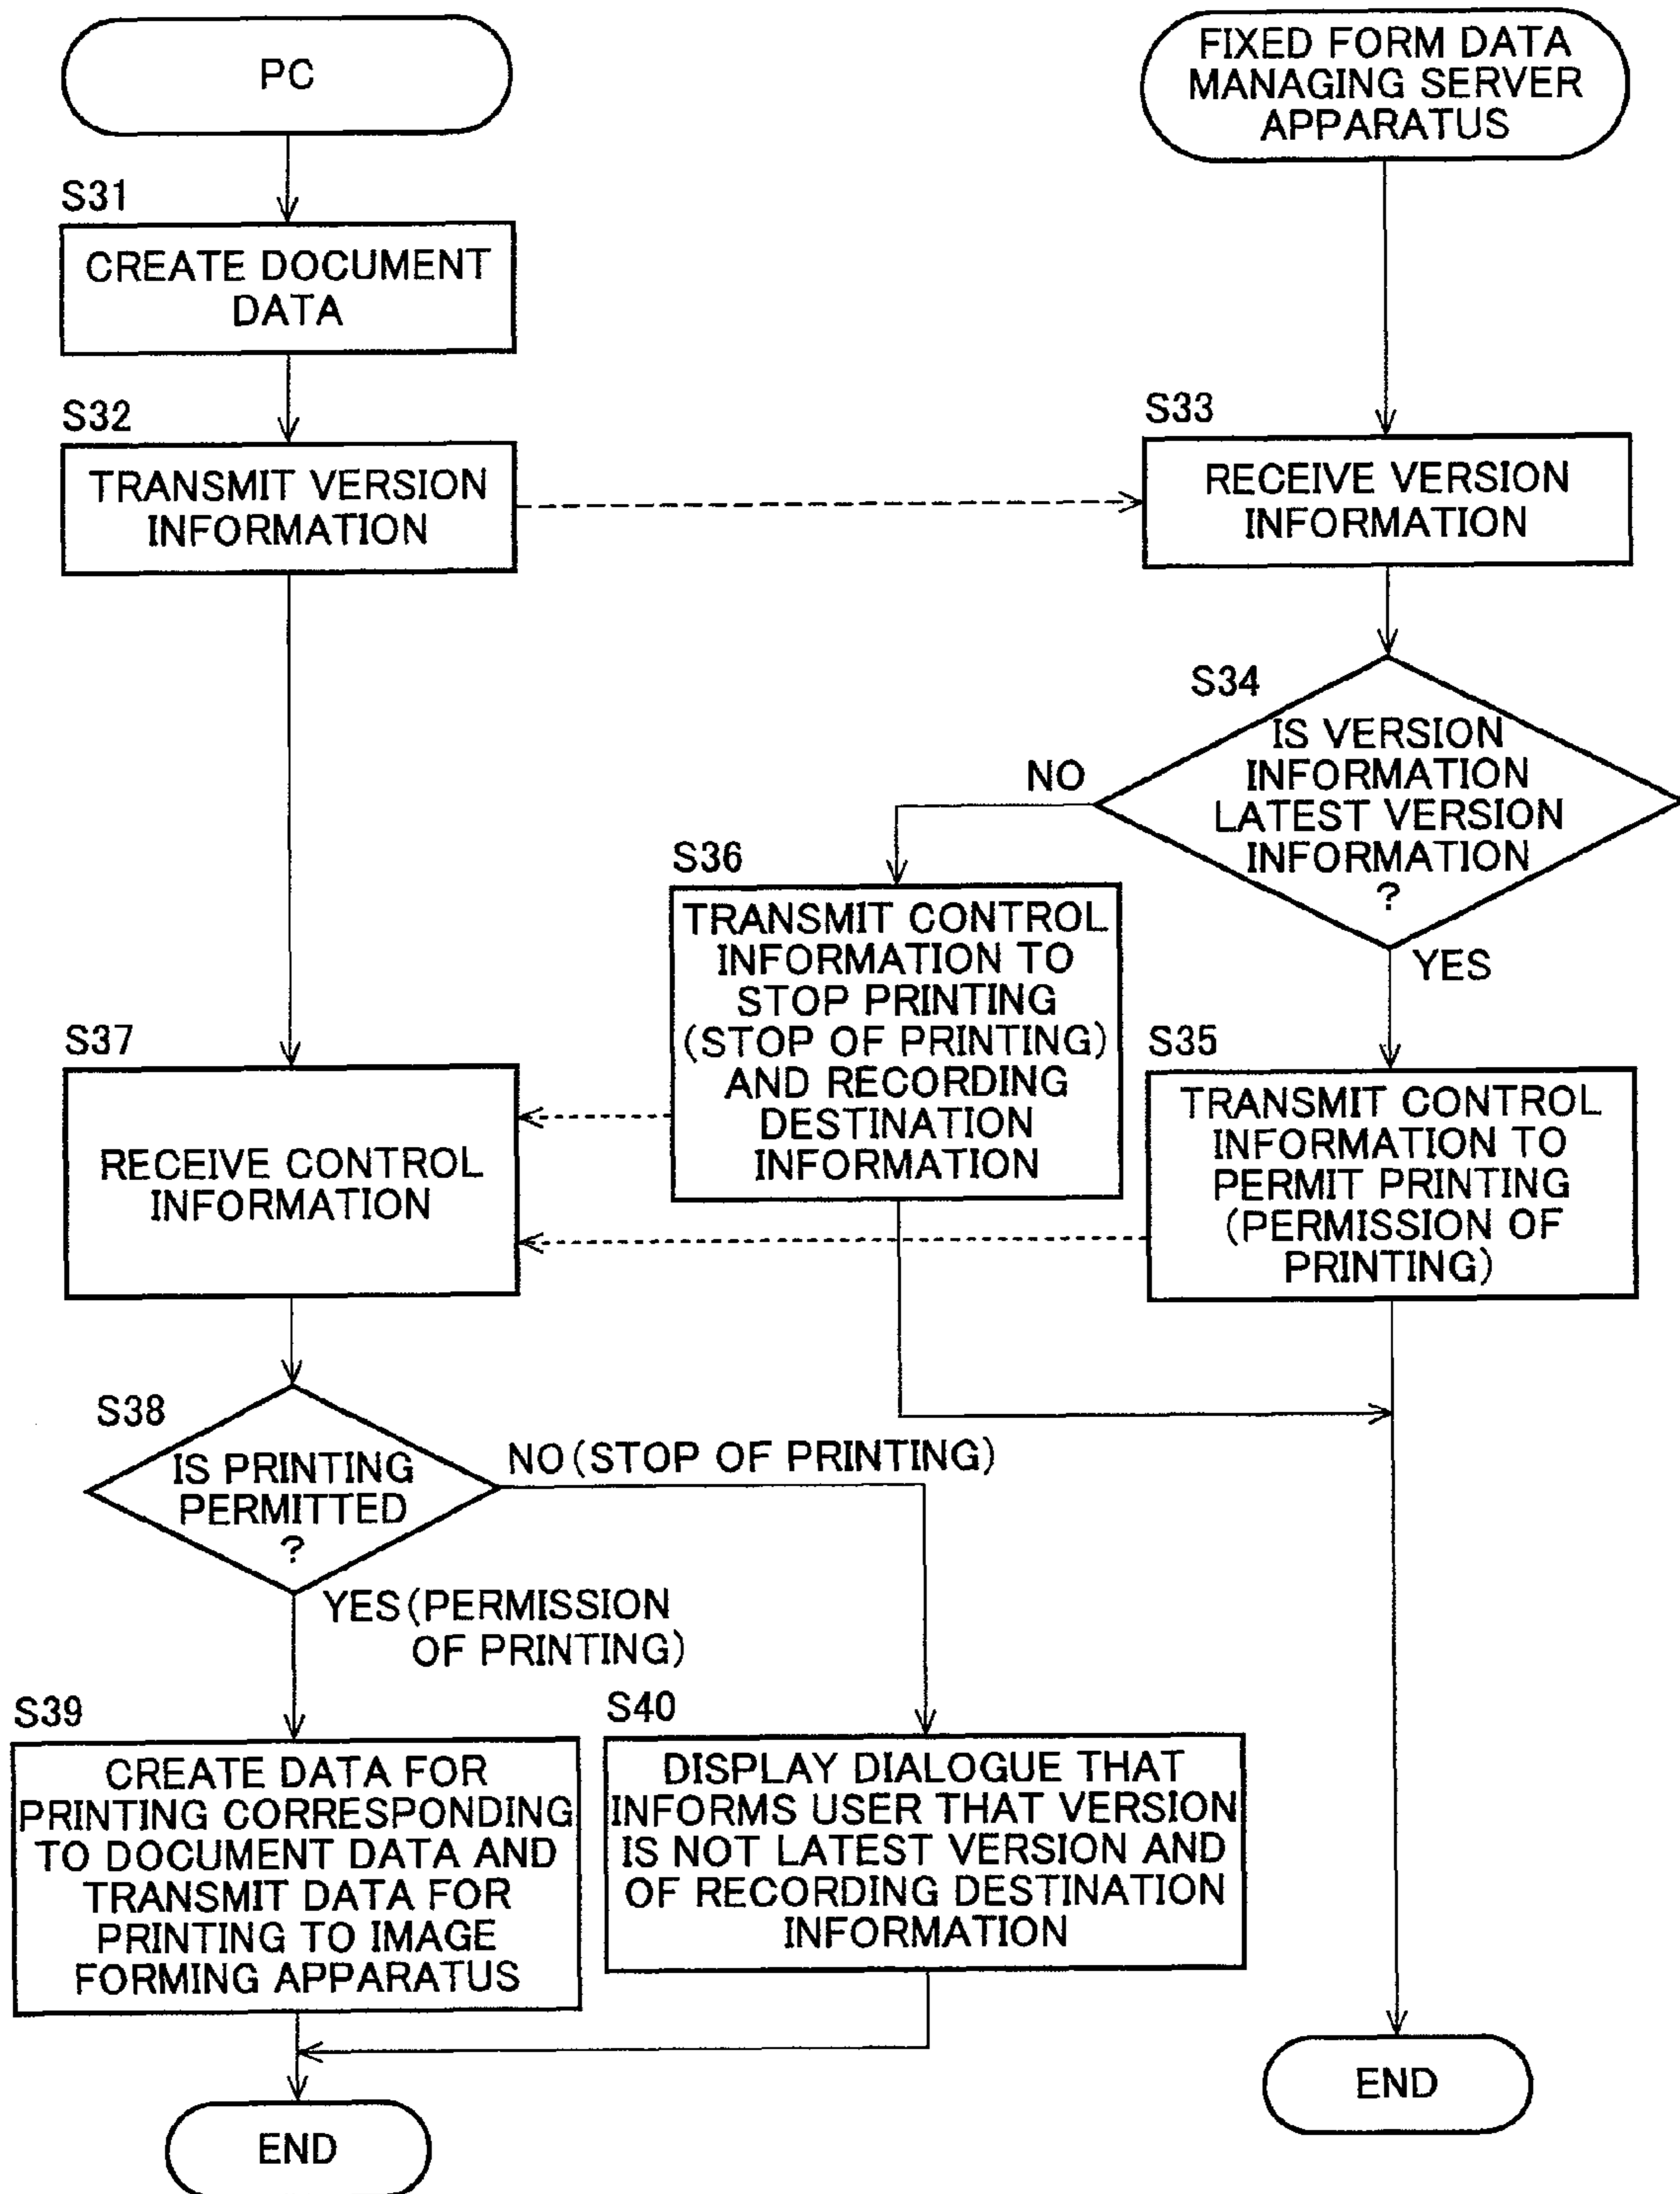 PC
FIXED FORM DATA
MANAGING SERVER
APPARATUS
S31
CREATE DOCUMENT
DATA
S32
TRANSMIT VERSION
INFORMATION
S33
RECEIVE VERSION
INFORMATION
S34
IS VERSION
INFORMATION
LATEST VERSION
INFORMATION
?
NO
YES
S36
TRANSMIT CONTROL
INFORMATION TO
STOP PRINTING
(STOP OF PRINTING)
AND RECORDING
DESTINATION
INFORMATION
S35
TRANSMIT CONTROL
INFORMATION TO
PERMIT PRINTING
(PERMISSION OF
PRINTING)
S37
RECEIVE CONTROL
INFORMATION
S38
IS PRINTING
PERMITTED
?
NO(STOP OF PRINTING)
YES(PERMISSION
OF PRINTING)
S39
CREATE DATA FOR
PRINTING CORRESPONDING
TO DOCUMENT DATA AND
TRANSMIT DATA FOR
PRINTING TO IMAGE
FORMING APPARATUS
S40
DISPLAY DIALOGUE THAT
INFORMS USER THAT VERSION
IS NOT LATEST VERSION AND
OF RECORDING DESTINATION
INFORMATION
END
END